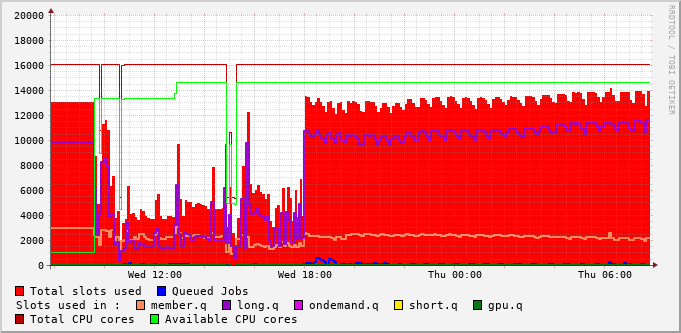 RRDTOOL / TOBI OETIKER
20000
18000
16000
14000
12000
10000
8000
6000
4000
2000
0
Wed 12:00 Wed 18:00 Thu 00:00 Thu 06:00
Total slots used Queued Jobs
Slots used in : member.q long.q ondemand.q short.q gpu.q
Total CPU cores Available CPU cores